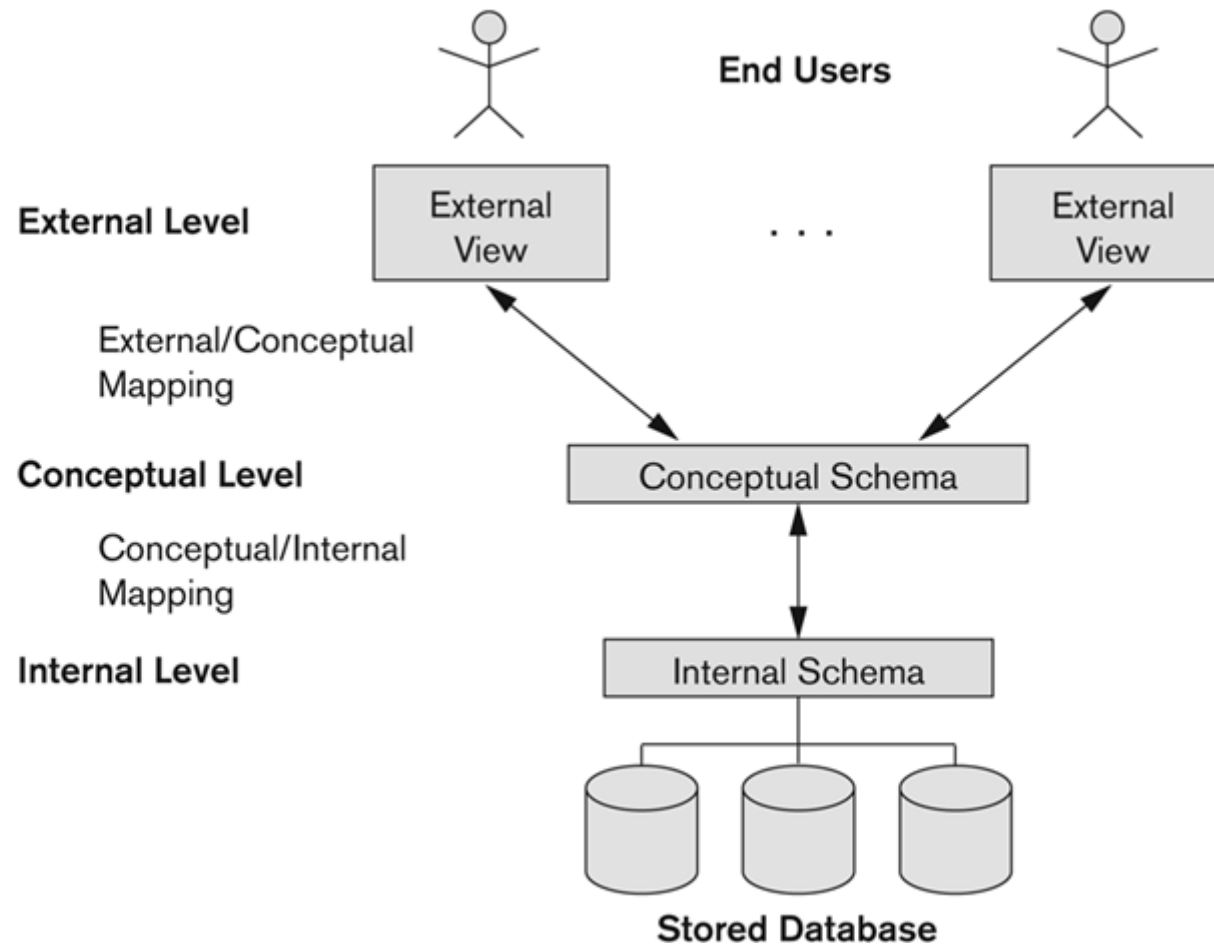 End Users
External Level
External
View
. . .
External
View
External/Conceptual
Mapping
Conceptual Level
Conceptual Schema
Conceptual/Internal
Mapping
Internal Level
Internal Schema
Stored Database